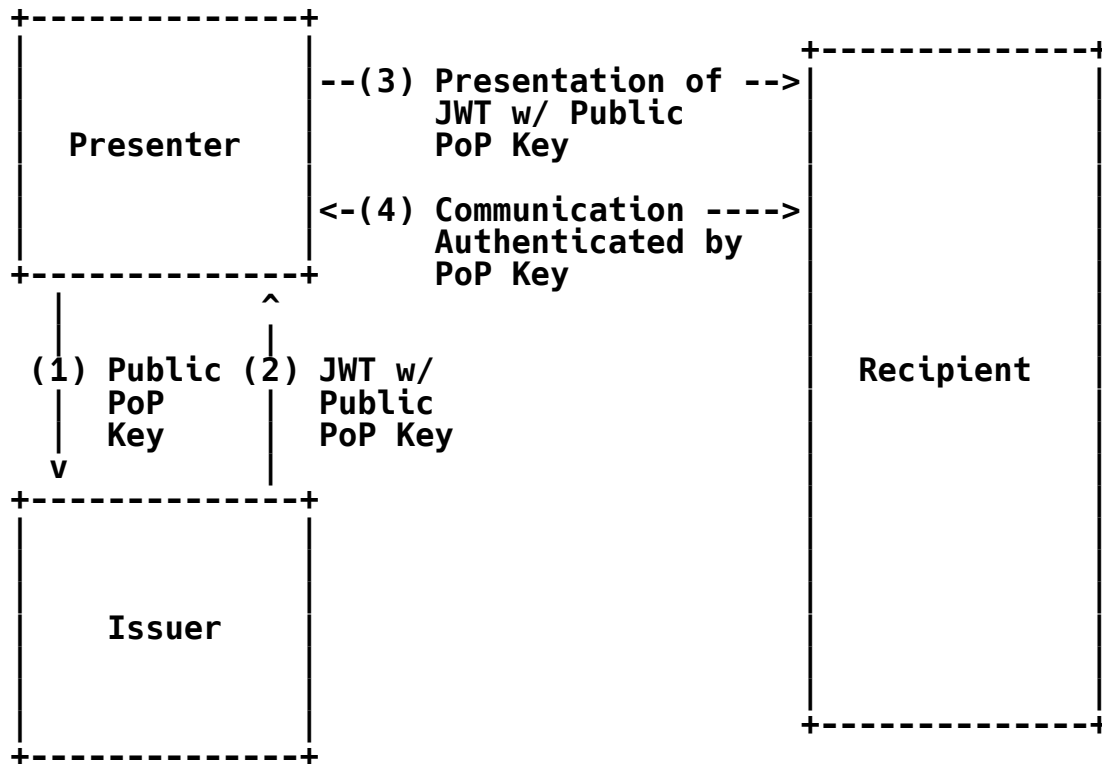 +--------------+
|              |                         +--------------+
|              |--(3) Presentation of -->|              |
|              |      JWT w/ Public      |              |
|  Presenter   |      PoP Key            |              |
|              |                         |              |
|              |<-(4) Communication ---->|              |
|              |      Authenticated by   |              |
+--------------+      PoP Key            |              |
  |          ^                           |              |
  |          |                           |              |
 (1) Public (2) JWT w/                   |  Recipient   |
  |  PoP     |  Public                   |              |
  |  Key     |  PoP Key                  |              |
  v          |                           |              |
+--------------+                         |              |
|              |                         |              |
|              |                         |              |
|              |                         |              |
|    Issuer    |                         |              |
|              |                         |              |
|              |                         |              |
|              |                         +--------------+
+--------------+